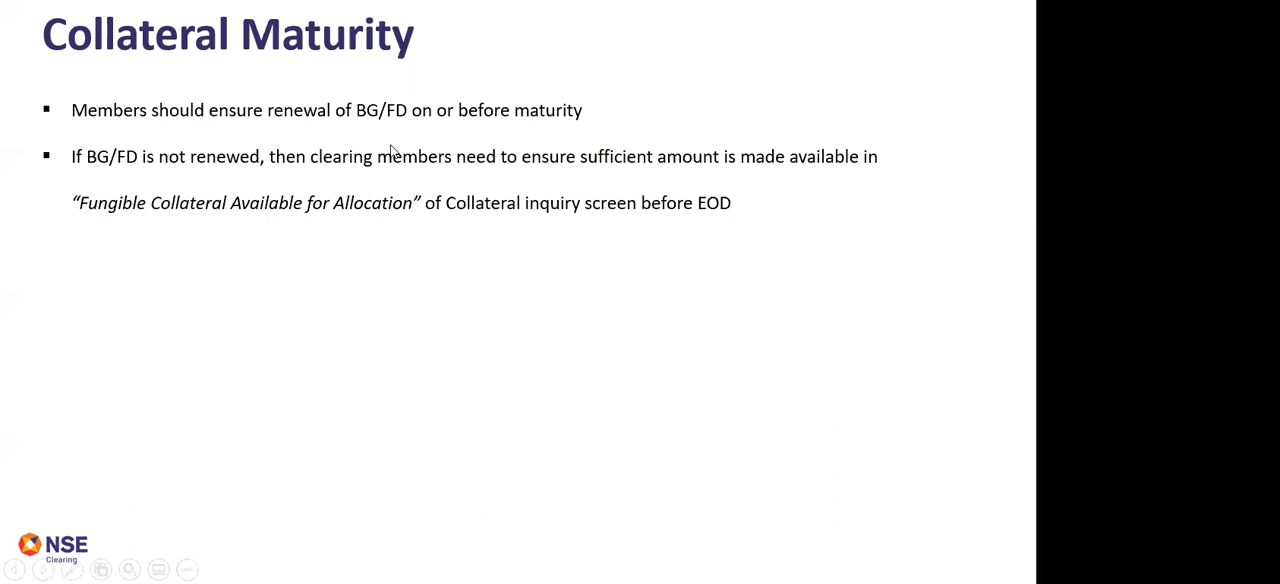 Collateral Maturity
▪ Members should ensure renewal of BG/FD on or before maturity
▪ If BG/FD is not renewed, then clearing members need to ensure sufficient amount is made available in
“Fungible Collateral Available for Allocation” of Collateral inquiry screen before EOD
NSE
Clearing